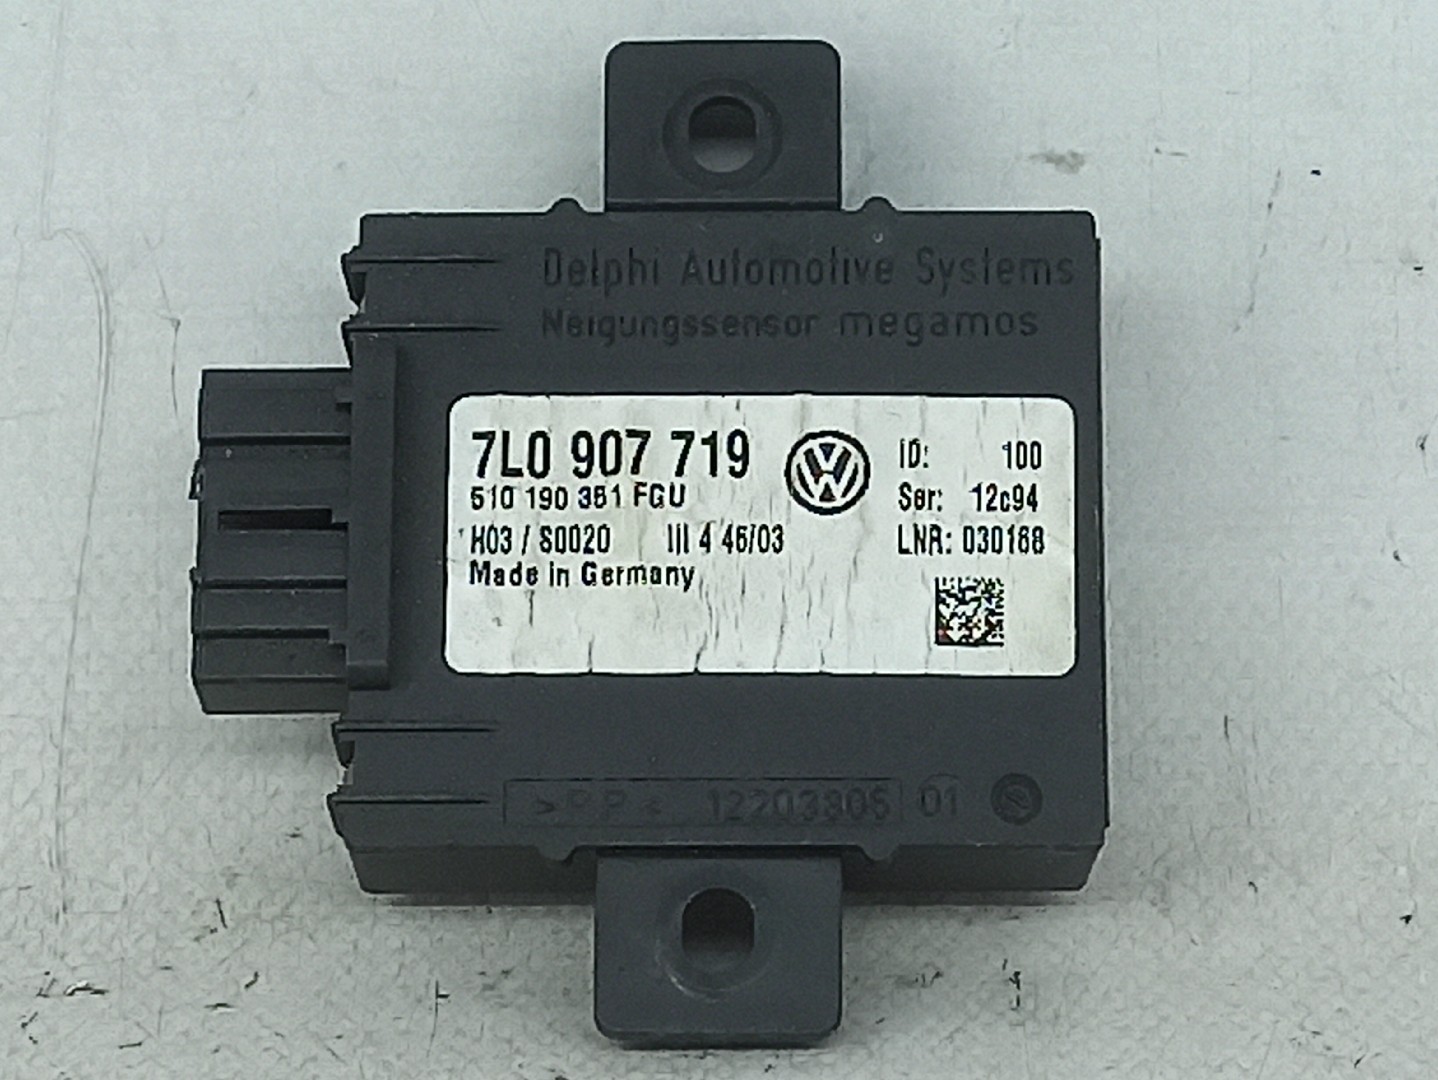 Delphi Automotive Systems
Neigungssensor megamos
7L0 907 719
510 190 381 FGU
H03 / S0020 III 4 46/03
Made in Germany
VW
ID: 100
Ser: 12c94
LNR: 030168
>PP< 12203305 01